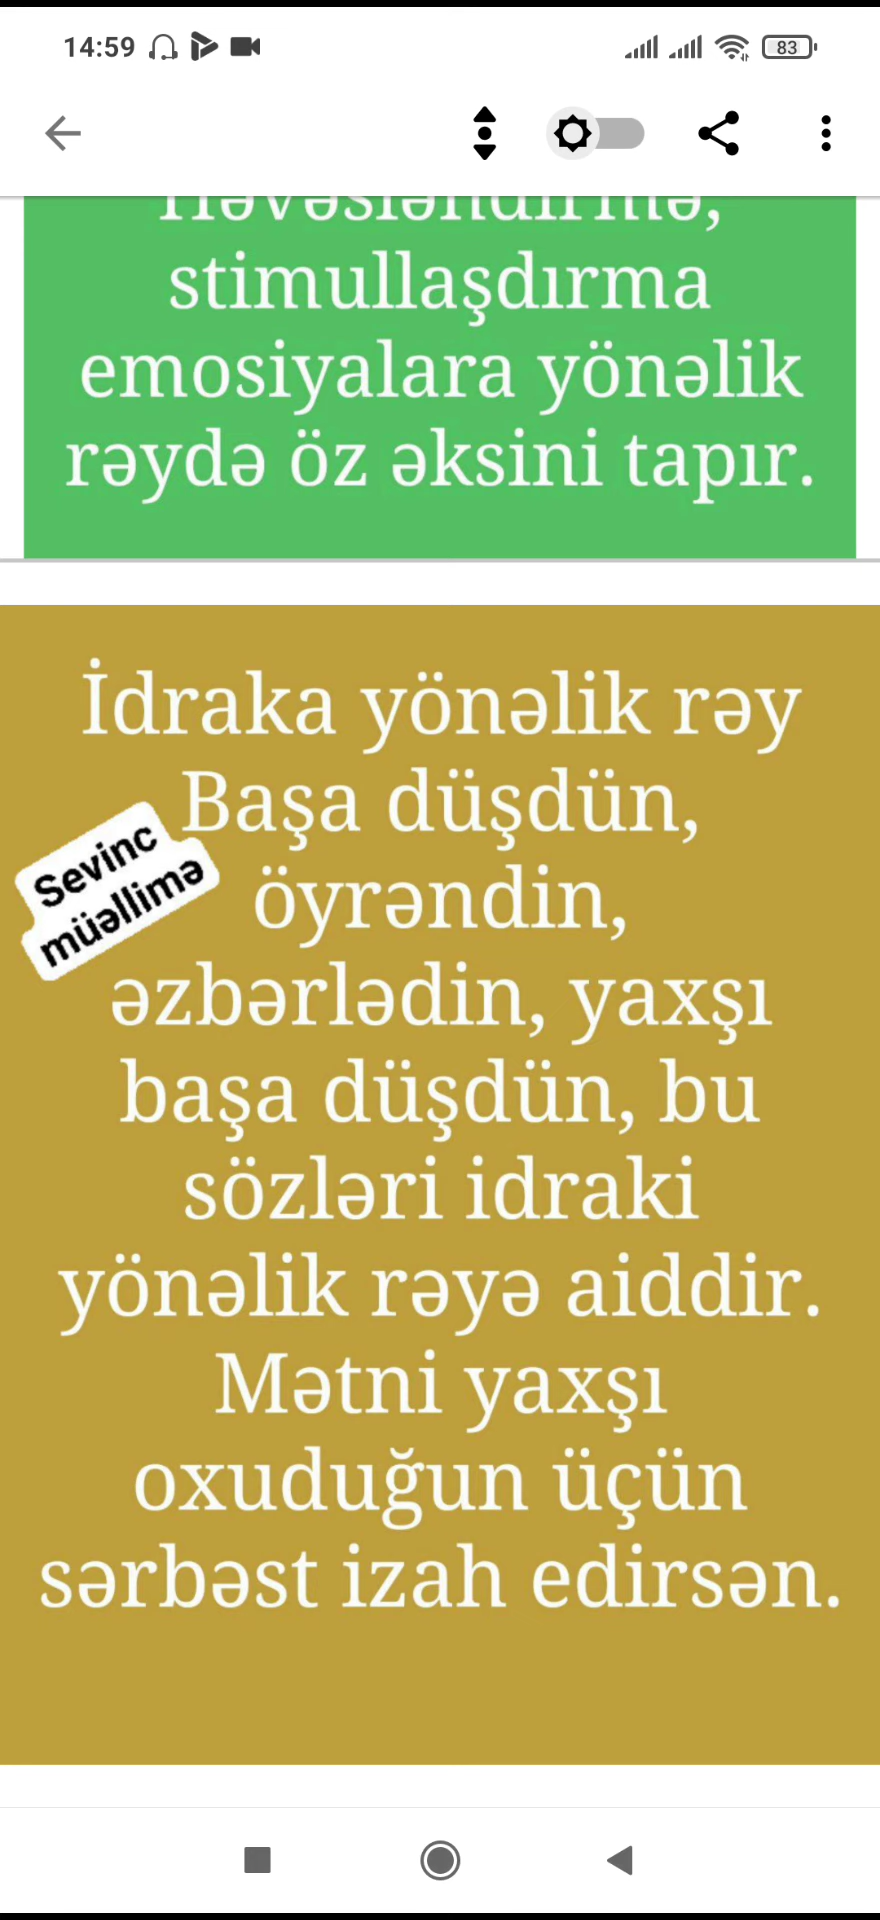 14:59
83
Həvəsləndirmə,
stimullaşdırma
emosiyalara yönəlik
rəydə öz əksini tapır.
İdraka yönəlik rəy
Başa düşdün,
Sevinc
müəllimə
öyrəndin,
əzbərlədin, yaxşı
başa düşdün, bu
sözləri idraki
yönəlik rəyə aiddir.
Mətni yaxşı
oxuduğun üçün
sərbəst izah edirsən.